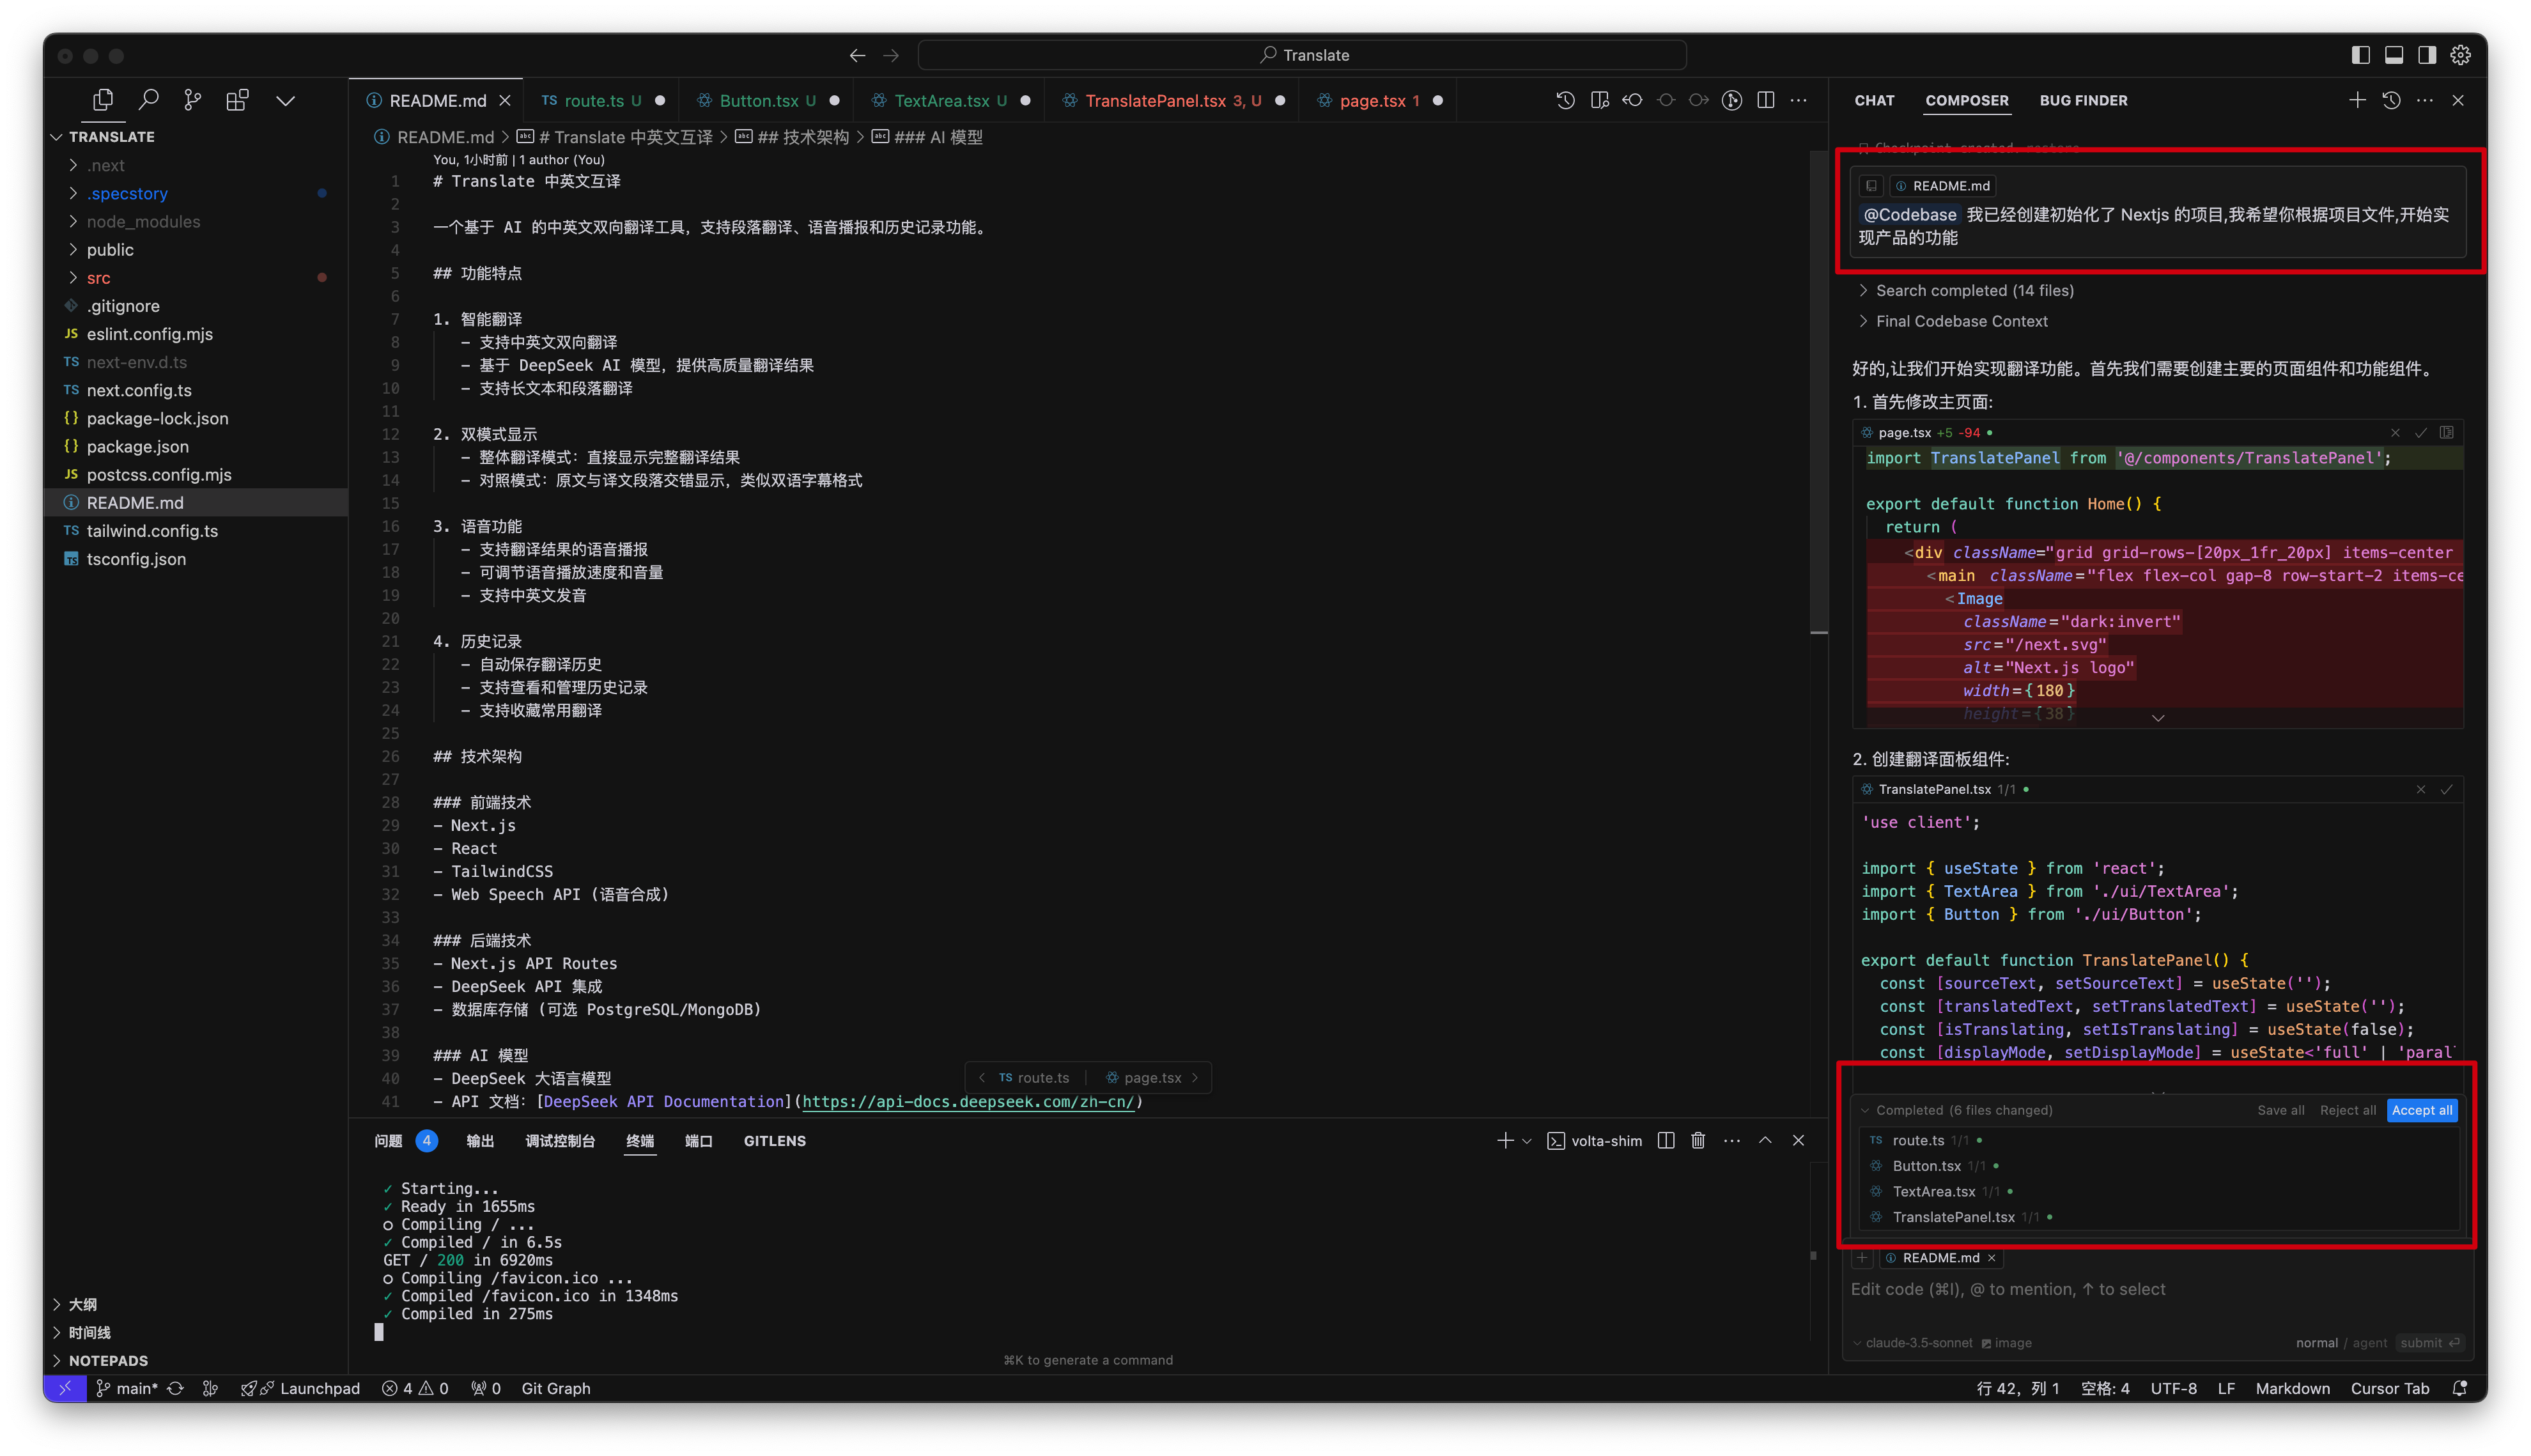 Translate
README.md
route.ts U
Button.tsx U
TextArea.tsx U
TranslatePanel.tsx 3, U
page.tsx 1
CHAT
COMPOSER
BUG FINDER
TRANSLATE
.next
.specstory
node_modules
public
src
.gitignore
JS eslint.config.mjs
TS next-env.d.ts
TS next.config.ts
{} package-lock.json
{} package.json
JS postcss.config.mjs
README.md
TS tailwind.config.ts
TS tsconfig.json
大纲
时间线
NOTEPADS
README.md > # Translate 中英文互译 > ## 技术架构 > ### AI 模型
You, 1小时前 | 1 author (You)
1 # Translate 中英文互译
2
3 一个基于 AI 的中英文双向翻译工具，支持段落翻译、语音播报和历史记录功能。
4
5 ## 功能特点
6
7 1. 智能翻译
8 - 支持中英文双向翻译
9 - 基于 DeepSeek AI 模型，提供高质量翻译结果
10 - 支持长文本和段落翻译
11
12 2. 双模式显示
13 - 整体翻译模式：直接显示完整翻译结果
14 - 对照模式：原文与译文段落交错显示，类似双语字幕格式
15
16 3. 语音功能
17 - 支持翻译结果的语音播报
18 - 可调节语音播放速度和音量
19 - 支持中英文发音
20
21 4. 历史记录
22 - 自动保存翻译历史
23 - 支持查看和管理历史记录
24 - 支持收藏常用翻译
25
26 ## 技术架构
27
28 ### 前端技术
29 - Next.js
30 - React
31 - TailwindCSS
32 - Web Speech API (语音合成)
33
34 ### 后端技术
35 - Next.js API Routes
36 - DeepSeek API 集成
37 - 数据库存储 (可选 PostgreSQL/MongoDB)
38
39 ### AI 模型
40 - DeepSeek 大语言模型
41 - API 文档：[DeepSeek API Documentation](https://api-docs.deepseek.com/zh-cn/)
TS route.ts
page.tsx
问题 4
输出
调试控制台
终端
端口
GITLENS
volta-shim
✓ Starting...
✓ Ready in 1655ms
○ Compiling / ...
✓ Compiled / in 6.5s
GET / 200 in 6920ms
○ Compiling /favicon.ico ...
✓ Compiled /favicon.ico in 1348ms
✓ Compiled in 275ms
⌘K to generate a command
Checkpoint created. restore
README.md
@Codebase 我已经创建初始化了 Nextjs 的项目,我希望你根据项目文件,开始实
现产品的功能
Search completed (14 files)
Final Codebase Context
好的,让我们开始实现翻译功能。首先我们需要创建主要的页面组件和功能组件。
1. 首先修改主页面:
page.tsx +5 -94
import TranslatePanel from '@/components/TranslatePanel';
export default function Home() {
return (
<div className="grid grid-rows-[20px_1fr_20px] items-center
<main className="flex flex-col gap-8 row-start-2 items-ce
<Image
className="dark:invert"
src="/next.svg"
alt="Next.js logo"
width={180}
height={38}
2. 创建翻译面板组件:
TranslatePanel.tsx 1/1
'use client';
import { useState } from 'react';
import { TextArea } from './ui/TextArea';
import { Button } from './ui/Button';
export default function TranslatePanel() {
const [sourceText, setSourceText] = useState('');
const [translatedText, setTranslatedText] = useState('');
const [isTranslating, setIsTranslating] = useState(false);
const [displayMode, setDisplayMode] = useState<'full' | 'paral
Completed (6 files changed)
Save all
Reject all
Accept all
TS route.ts 1/1
Button.tsx 1/1
TextArea.tsx 1/1
TranslatePanel.tsx 1/1
README.md
Edit code (⌘I), @ to mention, ↑ to select
claude-3.5-sonnet
image
normal / agent
submit
main*
Launchpad
4
0
0
Git Graph
行 42，列 1
空格: 4
UTF-8
LF
Markdown
Cursor Tab